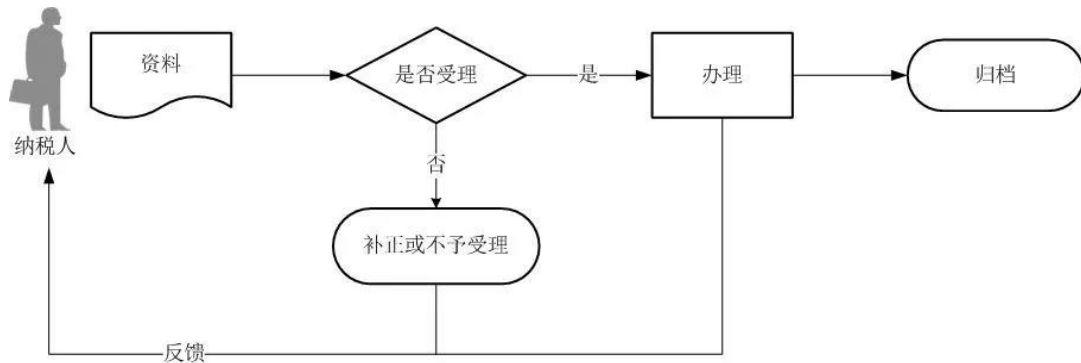 纳税人
资料
是否受理
是
办理
归档
否
补正或不予受理
反馈